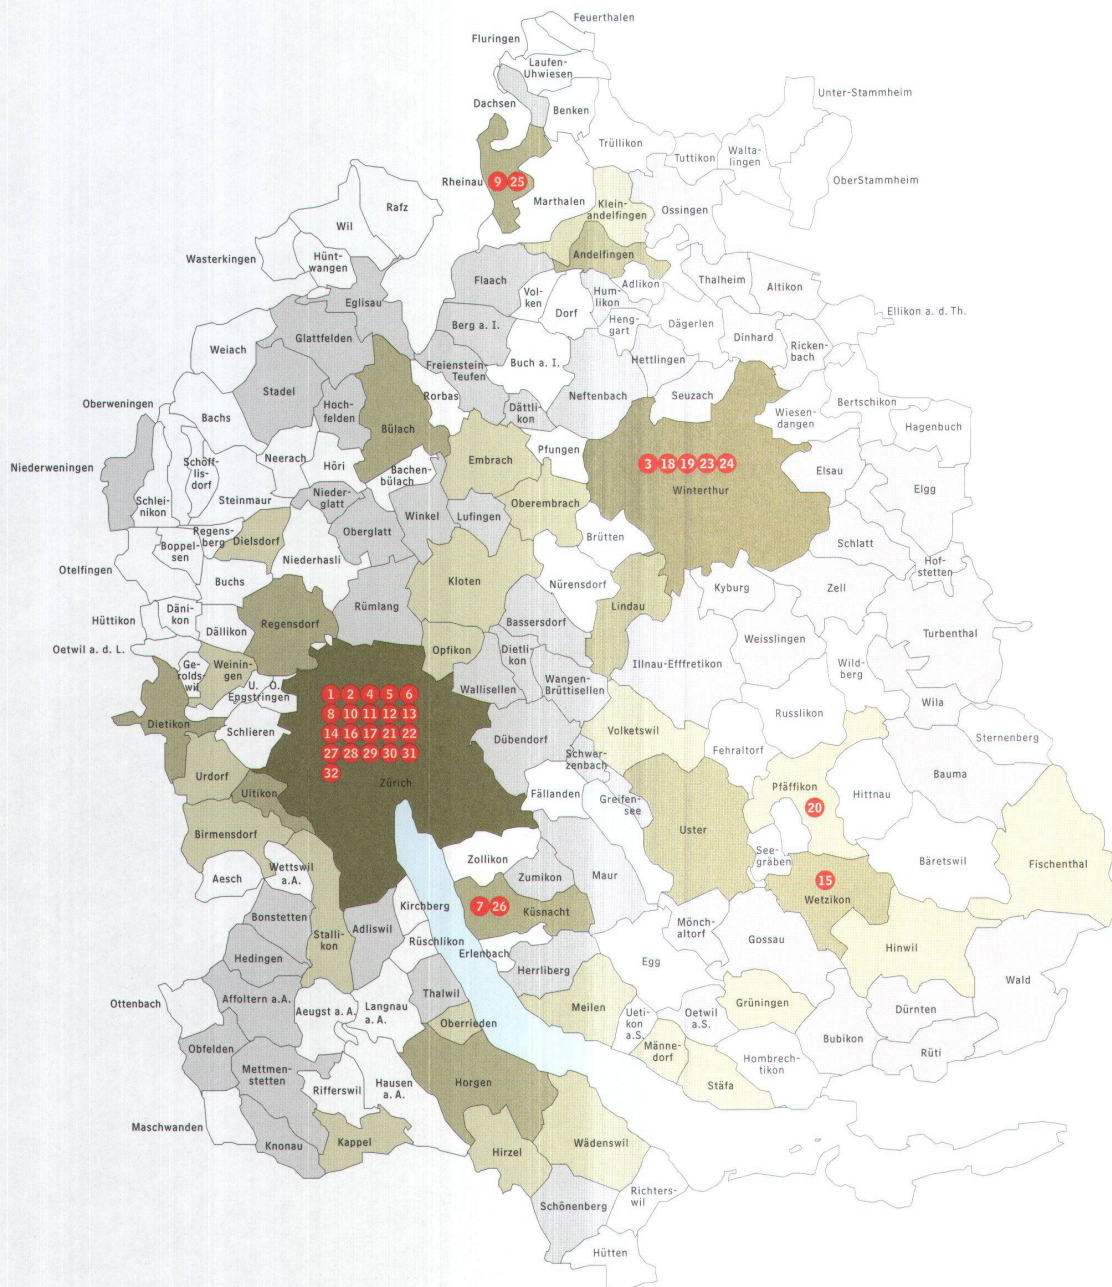 Feuerthalen
Fluringen
Laufen-
Uhwiesen
Unter-Stammheim
Dachsen
Benken
Trüllikon
Tuttikon
Walta-
lingen
OberStammheim
Rheinau
9 25
Marthalen
Klein-
andelfingen
Ossingen
Rafz
Wil
Wasterkingen
Hünt-
wangen
Andelfingen
Flaach
Vol-
ken
Dorf
Hum-
likon
Adlikon
Thalheim
Altikon
Eglisau
Ellikon a. d. Th.
Glattfelden
Berg a. I.
Heng-
gart
Dägerlen
Dinhard
Ricken-
bach
Weiach
Freienstein-
Teufen
Buch a. I.
Hettlingen
Stadel
Rorbas
Neftenbach
Seuzach
Oberweningen
Hoch-
felden
Dättli-
kon
Wiesen-
dangen
Bertschikon
Hagenbuch
Bachs
Bülach
Niederweningen
Schöff-
lis-
dorf
Neerach
Höri
Bachen-
bülach
Embrach
Pfungen
3 18 19 23 24
Winterthur
Elsau
Elgg
Schlei-
nikon
Steinmaur
Nieder-
glatt
Winkel
Lufingen
Oberembrach
Regens-
berg
Dielsdorf
Oberglatt
Brütten
Schlatt
Boppel-
sen
Otelfingen
Niederhasli
Hof-
stetten
Buchs
Kloten
Nürensdorf
Kyburg
Zell
Hüttikon
Däni-
kon
Rümlang
Lindau
Dällikon
Regensdorf
Bassersdorf
Turbenthal
Oetwil a. d. L.
Weinin-
gen
Opfikon
Dietli-
kon
Illnau-Efffretikon
Weisslingen
Wild-
berg
Ge-
rolds-
wil
U. O.
Engstringen
Wallisellen
Wangen-
Brüttisellen
1 2 4 5 6
8 10 11 12 13
14 16 17 21 22
27 28 29 30 31
32
Zürich
Wila
Dietikon
Schlieren
Dübendorf
Volketswil
Russlikon
Sternenberg
Schwer-
zenbach
Fehraltorf
Urdorf
Uitikon
Fällanden
Greifen-
see
Pfäffikon
20
Hittnau
Bauma
Birmensdorf
Uster
Wettswil
a.A.
Zollikon
See-
gräben
Bäretswil
Fischenthal
Aesch
Zumikon
Maur
15
Wetzikon
Bonstetten
Kirchberg
7 26
Küsnacht
Stalli-
kon
Adliswil
Rüschlikon
Mönch-
altorf
Gossau
Hinwil
Hedingen
Erlenbach
Egg
Herrliberg
Wald
Ottenbach
Affoltern a.A.
Aeugst a. A.
Langnau
a. A.
Thalwil
Meilen
Ueti-
kon
a.S.
Oetwil
a.S.
Grüningen
Dürnten
Oberrieden
Obfelden
Männe-
dorf
Bubikon
Rüti
Mettmen-
stetten
Rifferswil
Hausen
a. A.
Horgen
Stäfa
Hombrech-
tikon
Maschwanden
Knonau
Kappel
Hirzel
Wädenswil
Schönenberg
Richters-
wil
Hütten